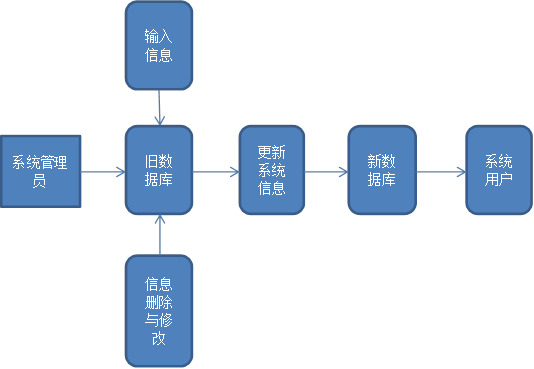 输入
信息
系统管理
员
旧数
据库
更新
系统
信息
新数
据库
系统
用户
信息
删除
与修
改